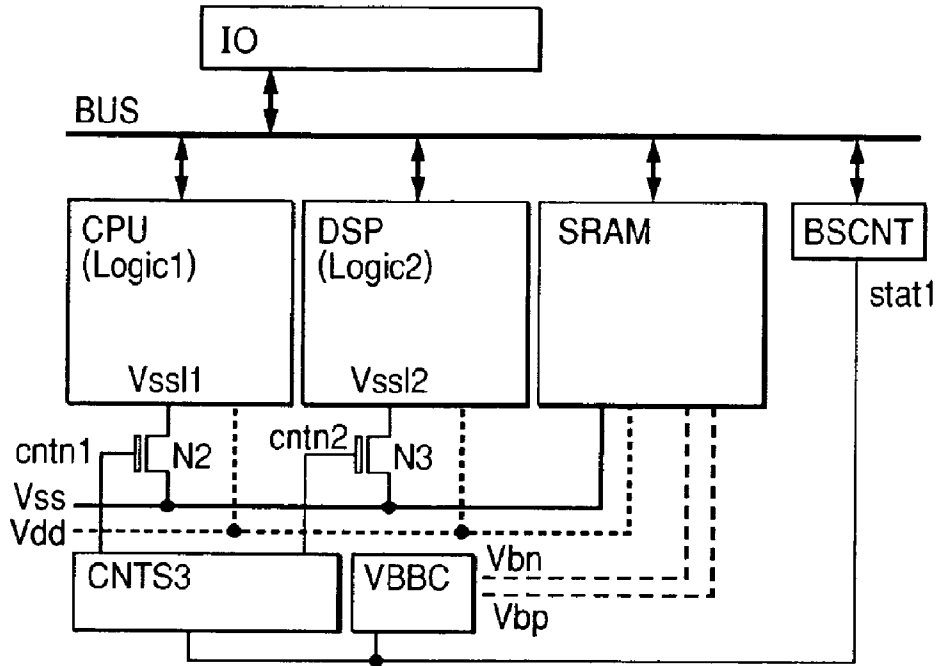 IO
BUS
CPU
(Logic1)
DSP
(Logic2)
SRAM
BSCNT
stat1
Vssl1
Vssl2
cntn1
N2
cntn2
N3
Vss
Vdd
CNTS3
VBBC
Vbn
Vbp